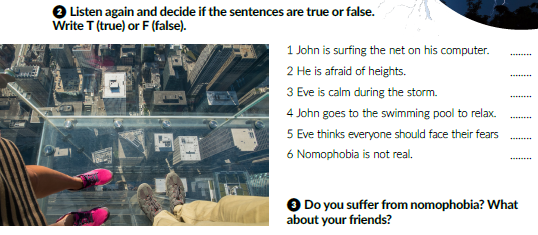 2 Listen again and decide if the sentences are true or false.
Write T (true) or F (false).
1 John is surfing the net on his computer. ........
2 He is afraid of heights. ........
3 Eve is calm during the storm. ........
4 John goes to the swimming pool to relax. ........
5 Eve thinks everyone should face their fears ........
6 Nomophobia is not real. ........
3 Do you suffer from nomophobia? What
about your friends?